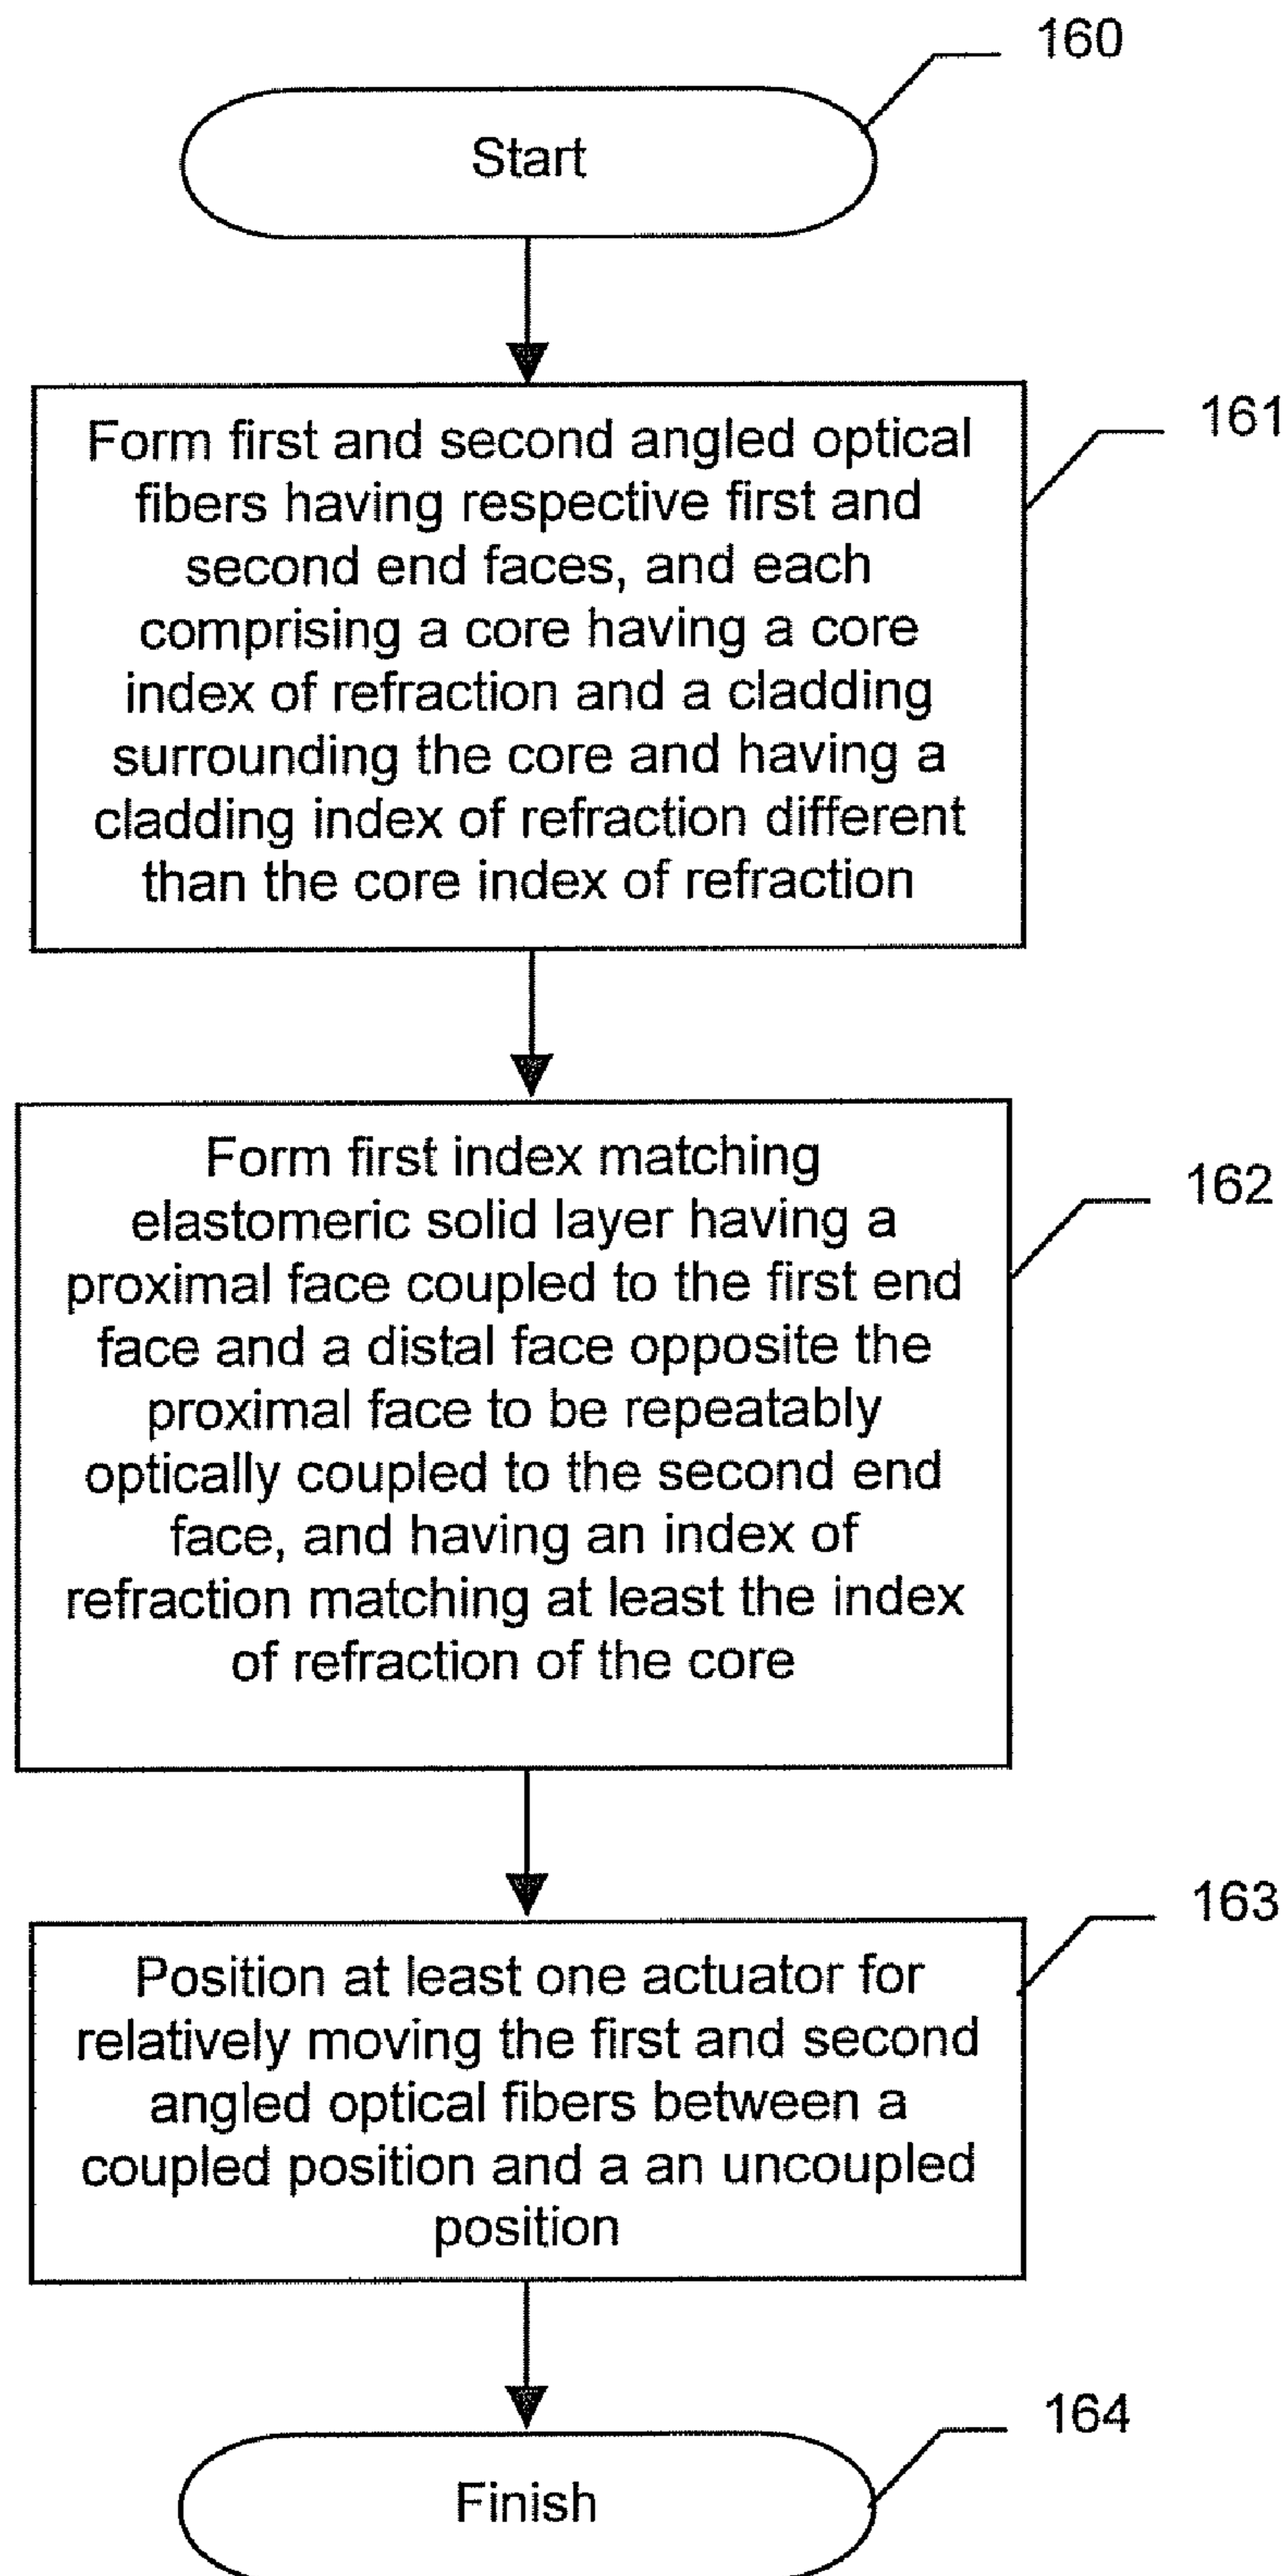 160
Start
161
Form first and second angled optical
fibers having respective first and
second end faces, and each
comprising a core having a core
index of refraction and a cladding
surrounding the core and having a
cladding index of refraction different
than the core index of refraction
162
Form first index matching
elastomeric solid layer having a
proximal face coupled to the first end
face and a distal face opposite the
proximal face to be repeatably
optically coupled to the second end
face, and having an index of
refraction matching at least the index
of refraction of the core
163
Position at least one actuator for
relatively moving the first and second
angled optical fibers between a
coupled position and a an uncoupled
position
164
Finish